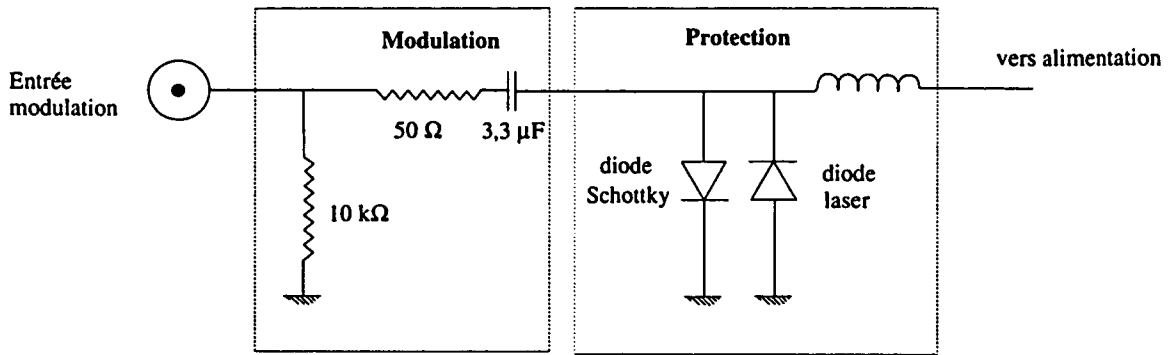 Modulation
Protection
vers alimentation
Entrée
modulation
50 Ω
3,3 µF
diode
Schottky
diode
laser
10 kΩ